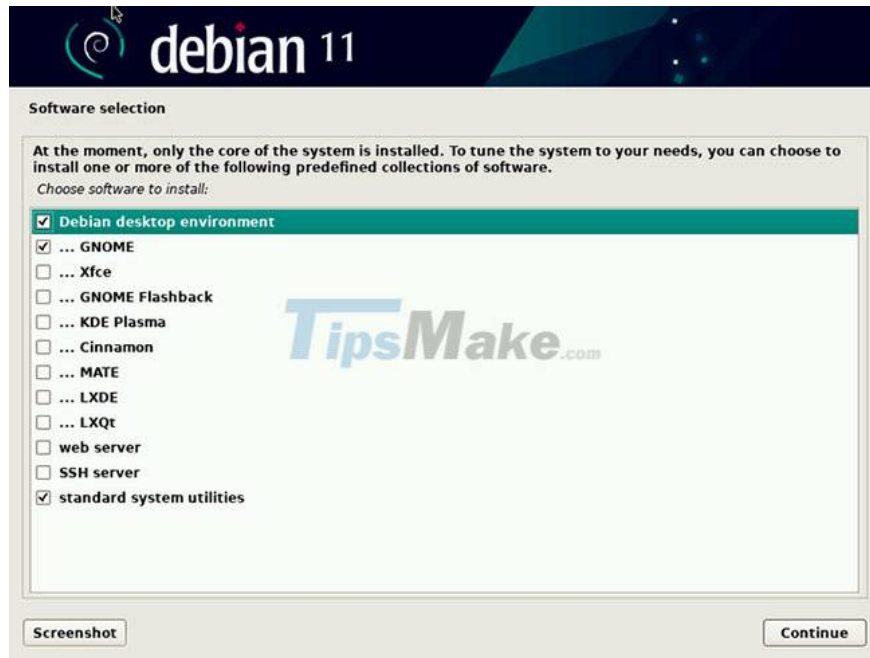 debian 11
Software selection
At the moment, only the core of the system is installed. To tune the system to your needs, you can choose to
install one or more of the following predefined collections of software.
Choose software to install:
Debian desktop environment
... GNOME
... Xfce
... GNOME Flashback
... KDE Plasma
... Cinnamon
... MATE
... LXDE
... LXQt
web server
SSH server
standard system utilities
TipsMake.com
Screenshot
Continue